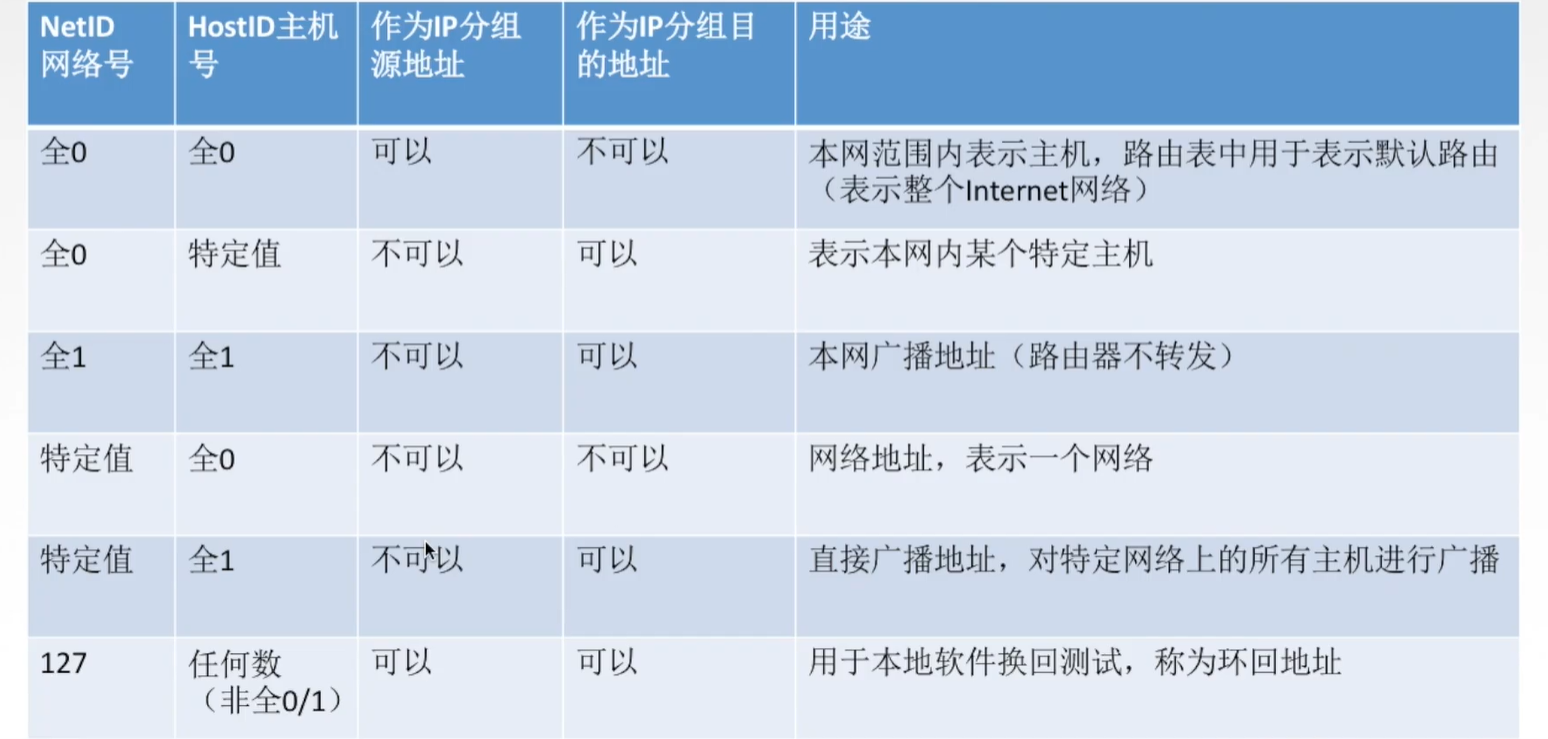 NetID
网络号
HostID主机
号
作为IP分组
源地址
作为IP分组目
的地址
用途
全0
全0
可以
不可以
本网范围内表示主机，路由表中用于表示默认路由
（表示整个Internet网络）
全0
特定值
不可以
可以
表示本网内某个特定主机
全1
全1
不可以
可以
本网广播地址（路由器不转发）
特定值
全0
不可以
不可以
网络地址，表示一个网络
特定值
全1
不可以
可以
直接广播地址，对特定网络上的所有主机进行广播
127
任何数
（非全0/1）
可以
可以
用于本地软件换回测试，称为环回地址